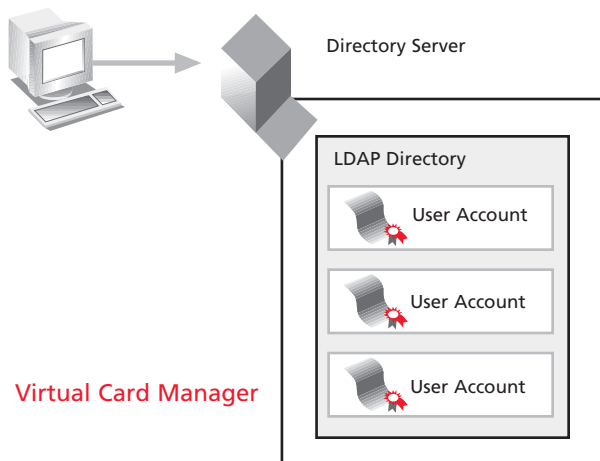 Directory Server
LDAP Directory
User Account
User Account
User Account
Virtual Card Manager